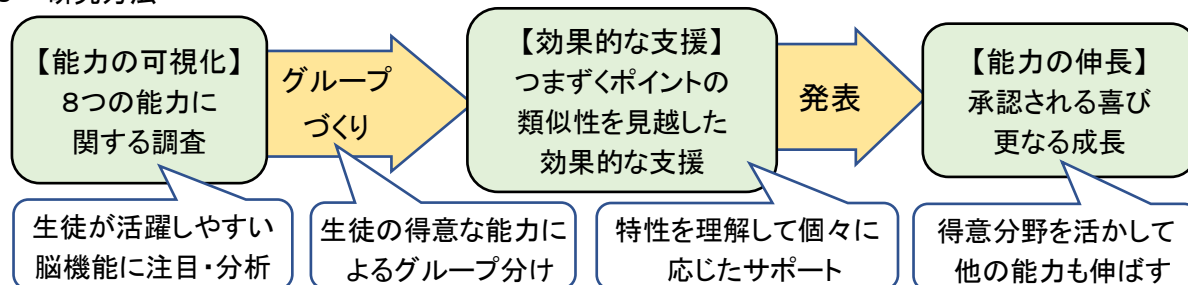 研究方法
【能力の可視化】
8つの能力に
関する調査
グループ
づくり
【効果的な支援】
つまずくポイントの
類似性を見越した
効果的な支援
発表
【能力の伸長】
承認される喜び
更なる成長
生徒が活躍しやすい
脳機能に注目・分析
生徒の得意な能力に
よるグループ分け
特性を理解して個々に
応じたサポート
得意分野を活かして
他の能力も伸ばす